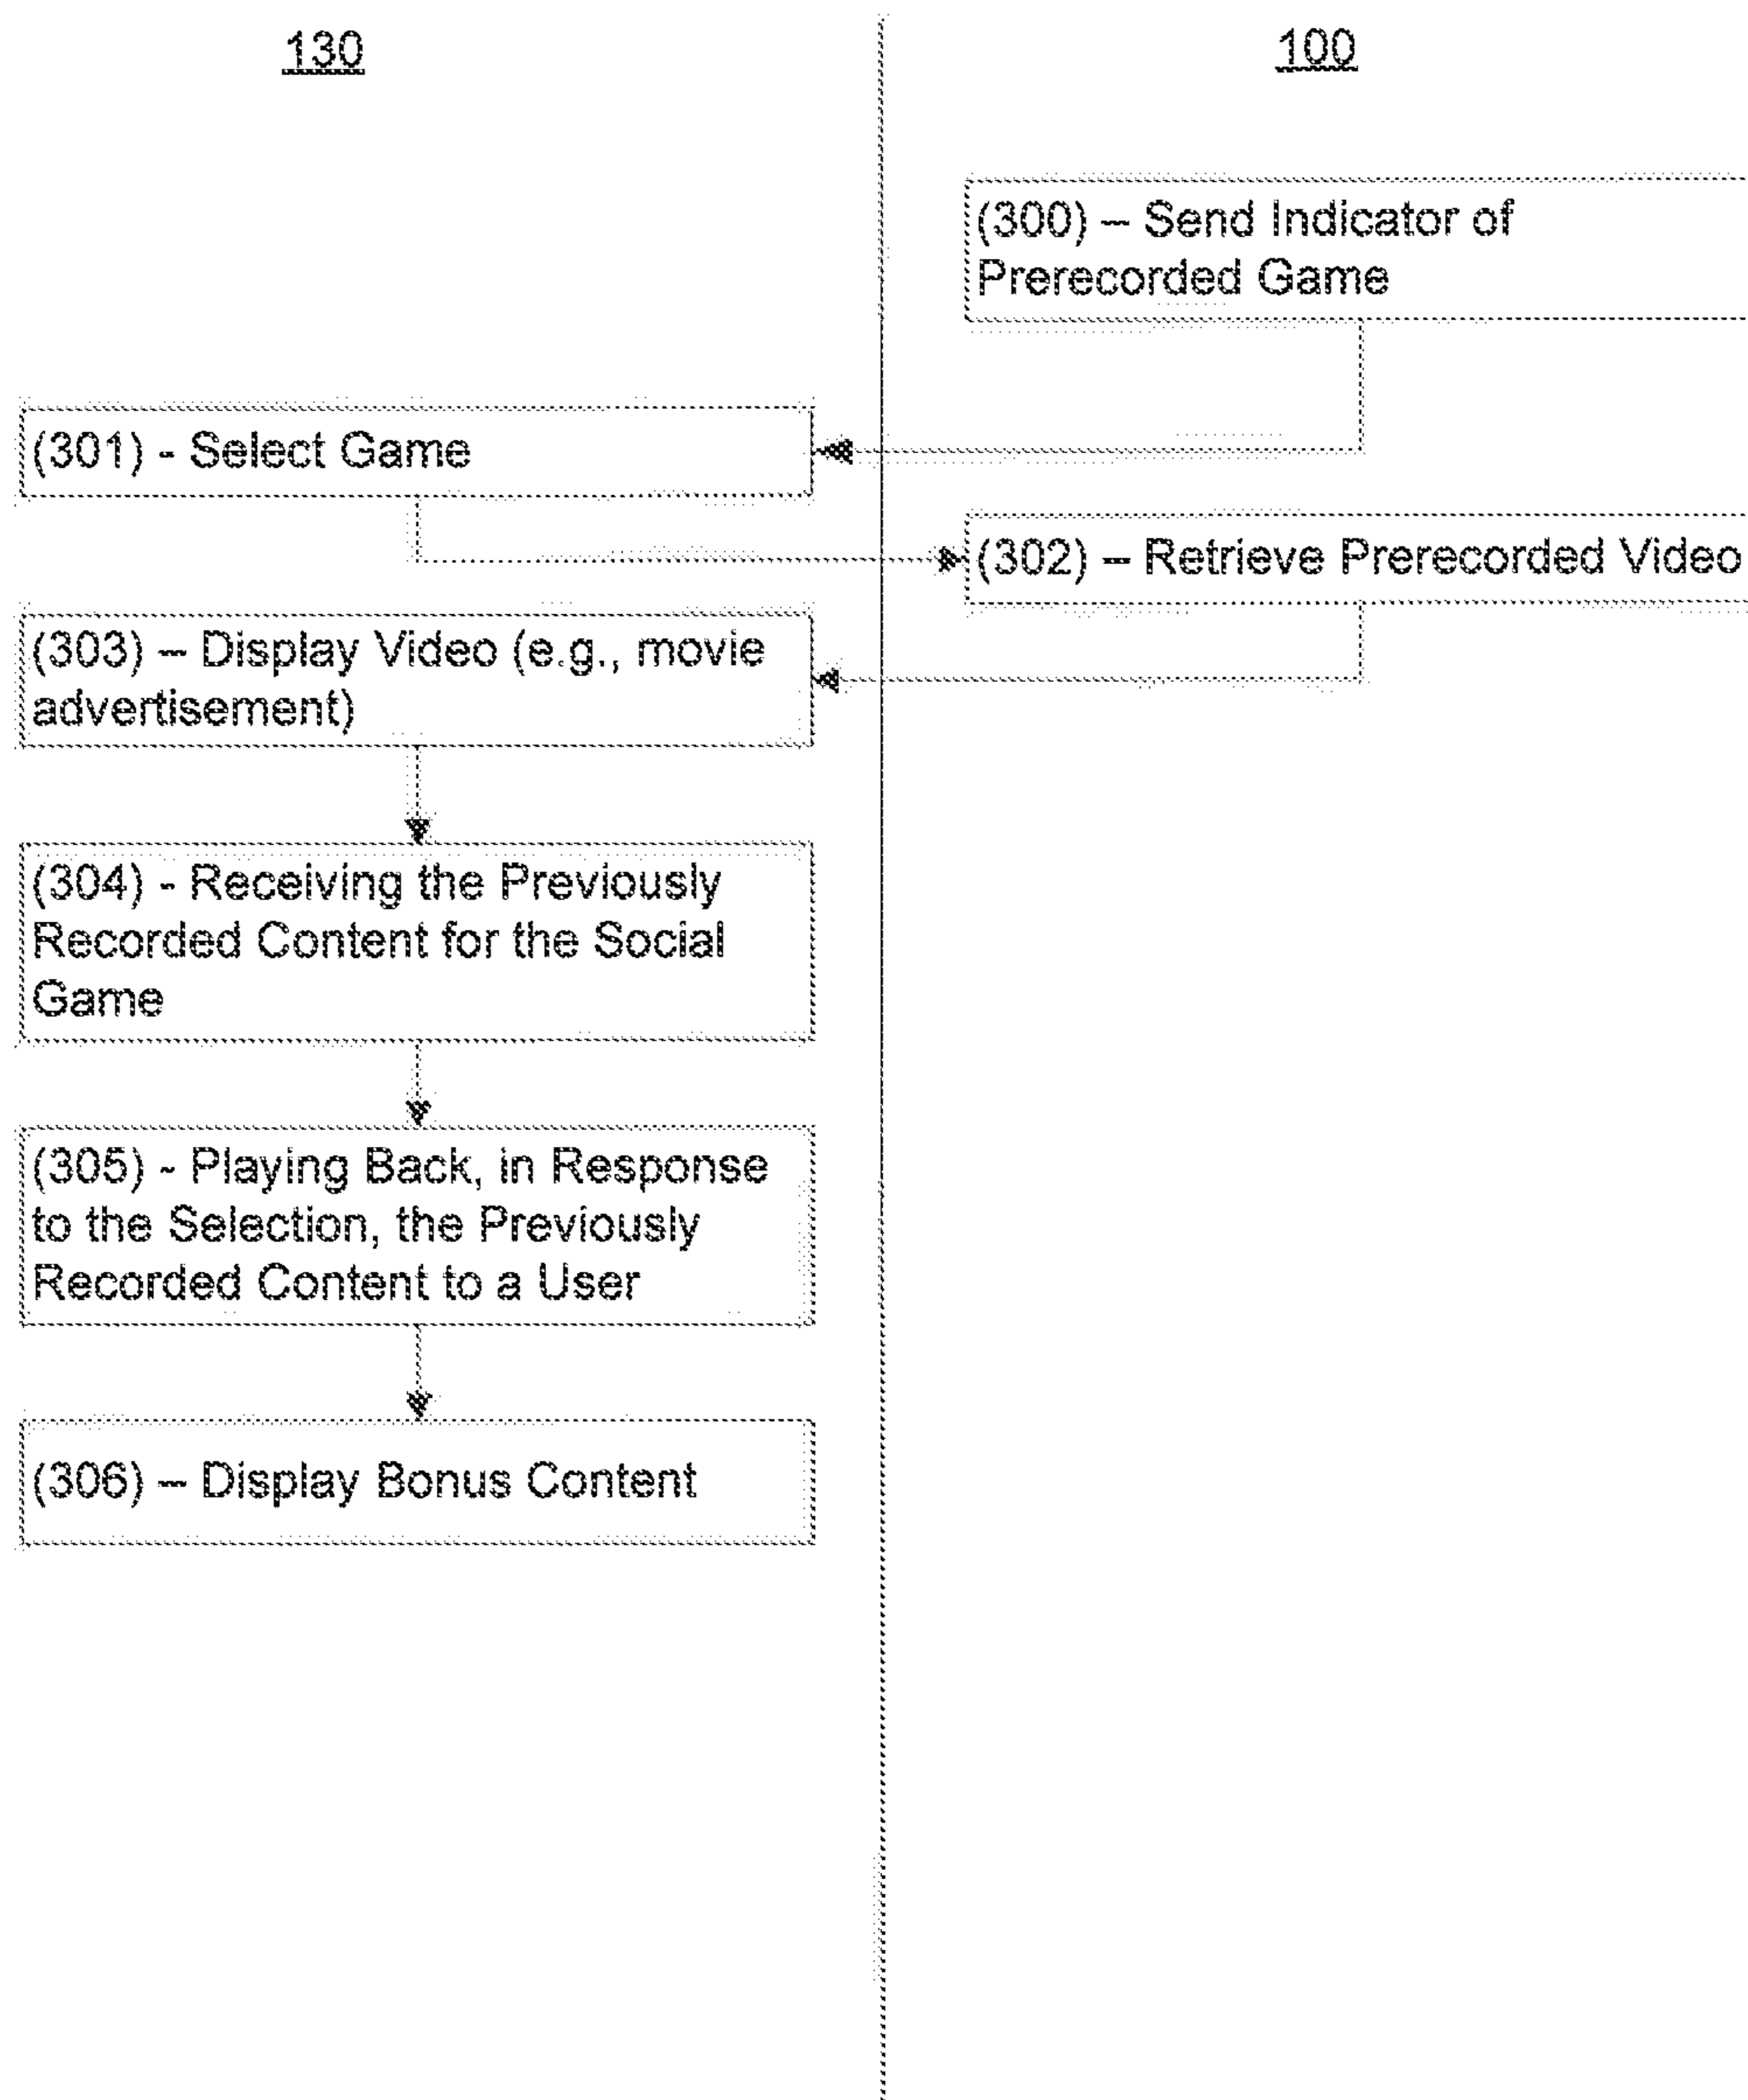 130
100
(300) – Send Indicator of
Prerecorded Game
(301) - Select Game
(302) – Retrieve Prerecorded Video
(303) – Display Video (e.g., movie
advertisement)
(304) - Receiving the Previously
Recorded Content for the Social
Game
(305) - Playing Back, in Response
to the Selection, the Previously
Recorded Content to a User
(306) – Display Bonus Content